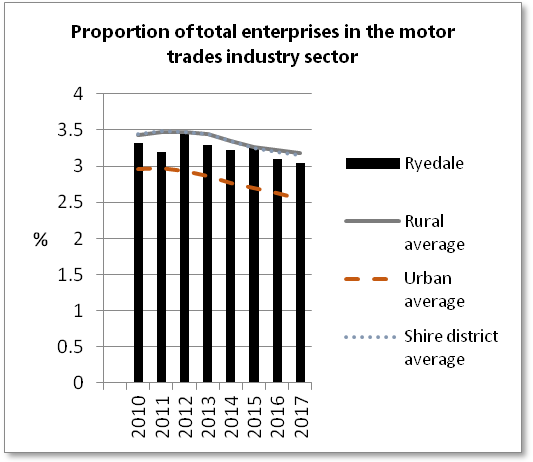 Proportion of total enterprises in the motor
trades industry sector
4
3.5
3
2.5
2
1.5
1
0.5
0
%
2010
2011
2012
2013
2014
2015
2016
2017
Ryedale
Rural
average
Urban
average
Shire district
average